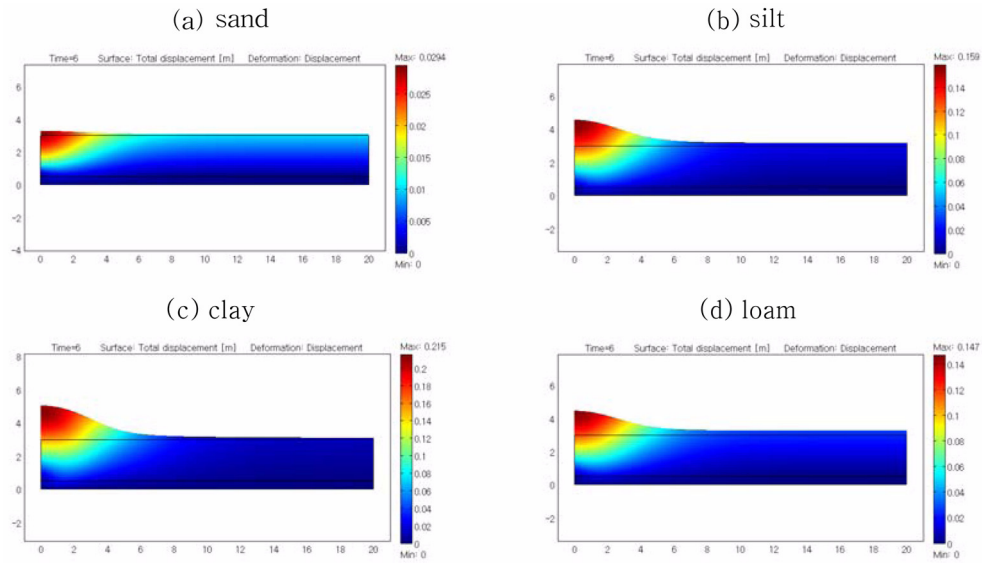 (a) sand
Time=6 Surface: Total displacement [m] Deformation: Displacement
Max: 0.0294
6
4
2
0
-2
-4
0 2 4 6 8 10 12 14 16 18 20
0.025
0.02
0.015
0.01
0.005
0
Min: 0
(b) silt
Time=6 Surface: Total displacement [m] Deformation: Displacement
Max: 0.159
6
4
2
0
-2
0 2 4 6 8 10 12 14 16 18 20
0.14
0.12
0.1
0.08
0.06
0.04
0.02
0
Min: 0
(c) clay
Time=6 Surface: Total displacement [m] Deformation: Displacement
Max: 0.215
8
6
4
2
0
-2
0 2 4 6 8 10 12 14 16 18 20
0.2
0.18
0.16
0.14
0.12
0.1
0.08
0.06
0.04
0.02
0
Min: 0
(d) loam
Time=6 Surface: Total displacement [m] Deformation: Displacement
Max: 0.147
6
4
2
0
-2
0 2 4 6 8 10 12 14 16 18 20
0.14
0.12
0.1
0.08
0.06
0.04
0.02
0
Min: 0